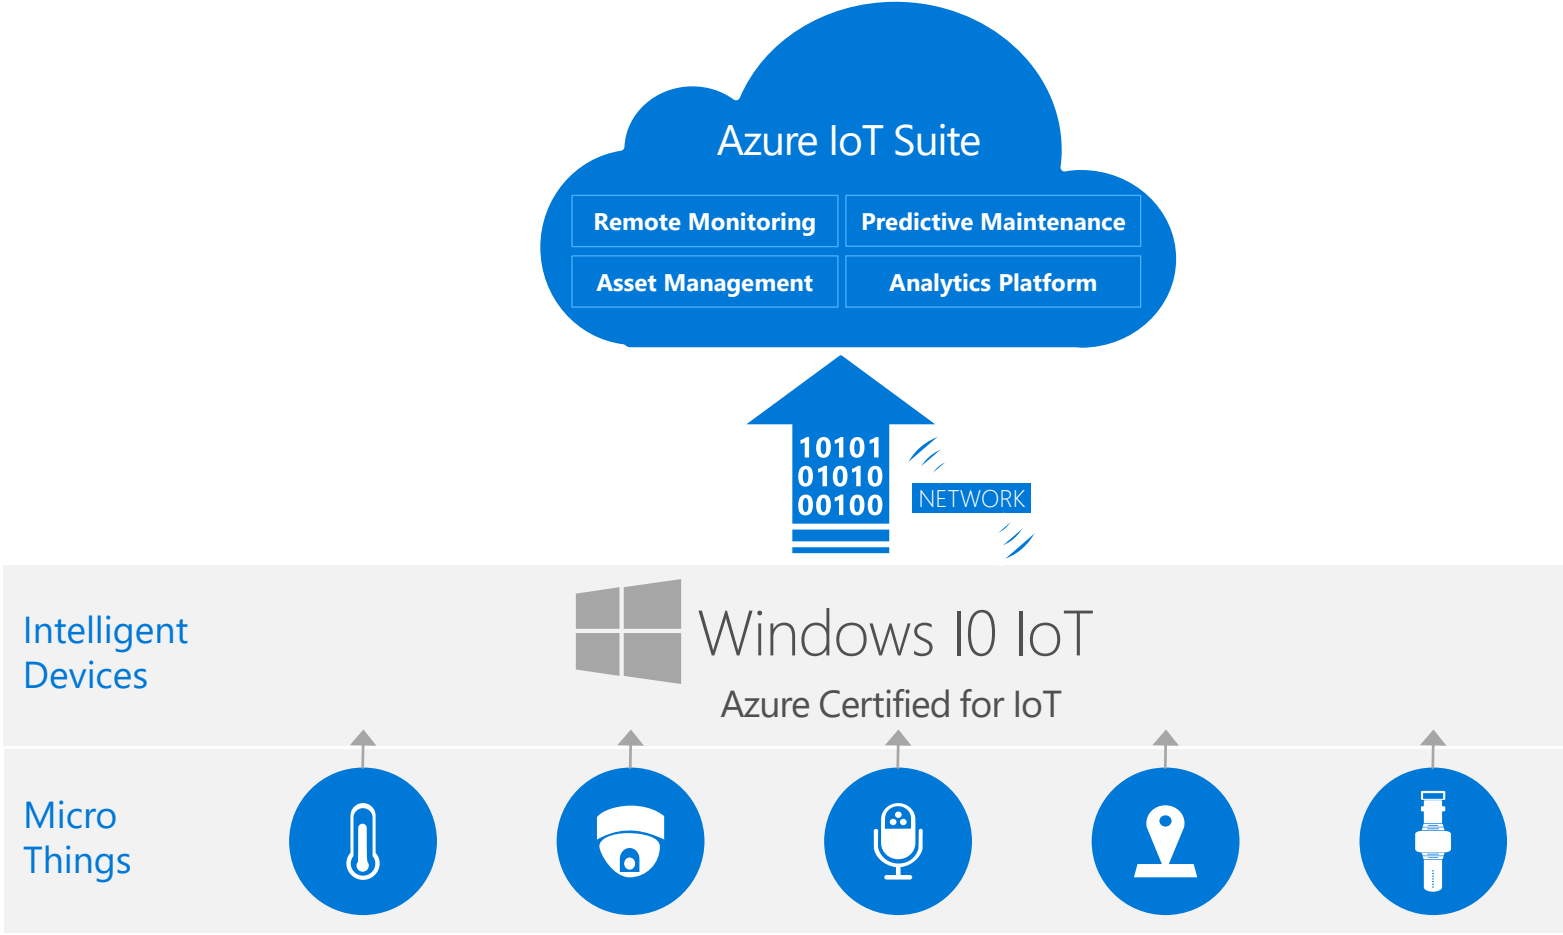 Azure IoT Suite
Remote Monitoring
Predictive Maintenance
Asset Management
Analytics Platform
10101
01010
00100
NETWORK
Intelligent
Devices
Windows 10 IoT
Azure Certified for IoT
Micro
Things